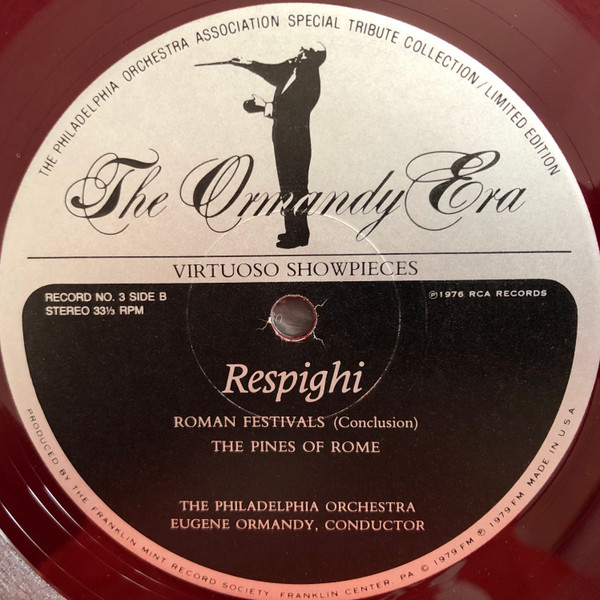 THE PHILADELPHIA ORCHESTRA ASSOCIATION SPECIAL TRIBUTE COLLECTION/LIMITED EDITION
The Ormandy Era
VIRTUOSO SHOWPIECES
RECORD NO. 3 SIDE B
STEREO 33⅓ RPM
℗1976 RCA RECORDS
Respighi
ROMAN FESTIVALS (Conclusion)
THE PINES OF ROME
THE PHILADELPHIA ORCHESTRA
EUGENE ORMANDY, CONDUCTOR
PRODUCED BY THE FRANKLIN MINT RECORD SOCIETY, FRANKLIN CENTER, PA © 1979 FM ℗ 1979 FM MADE IN U.S.A.